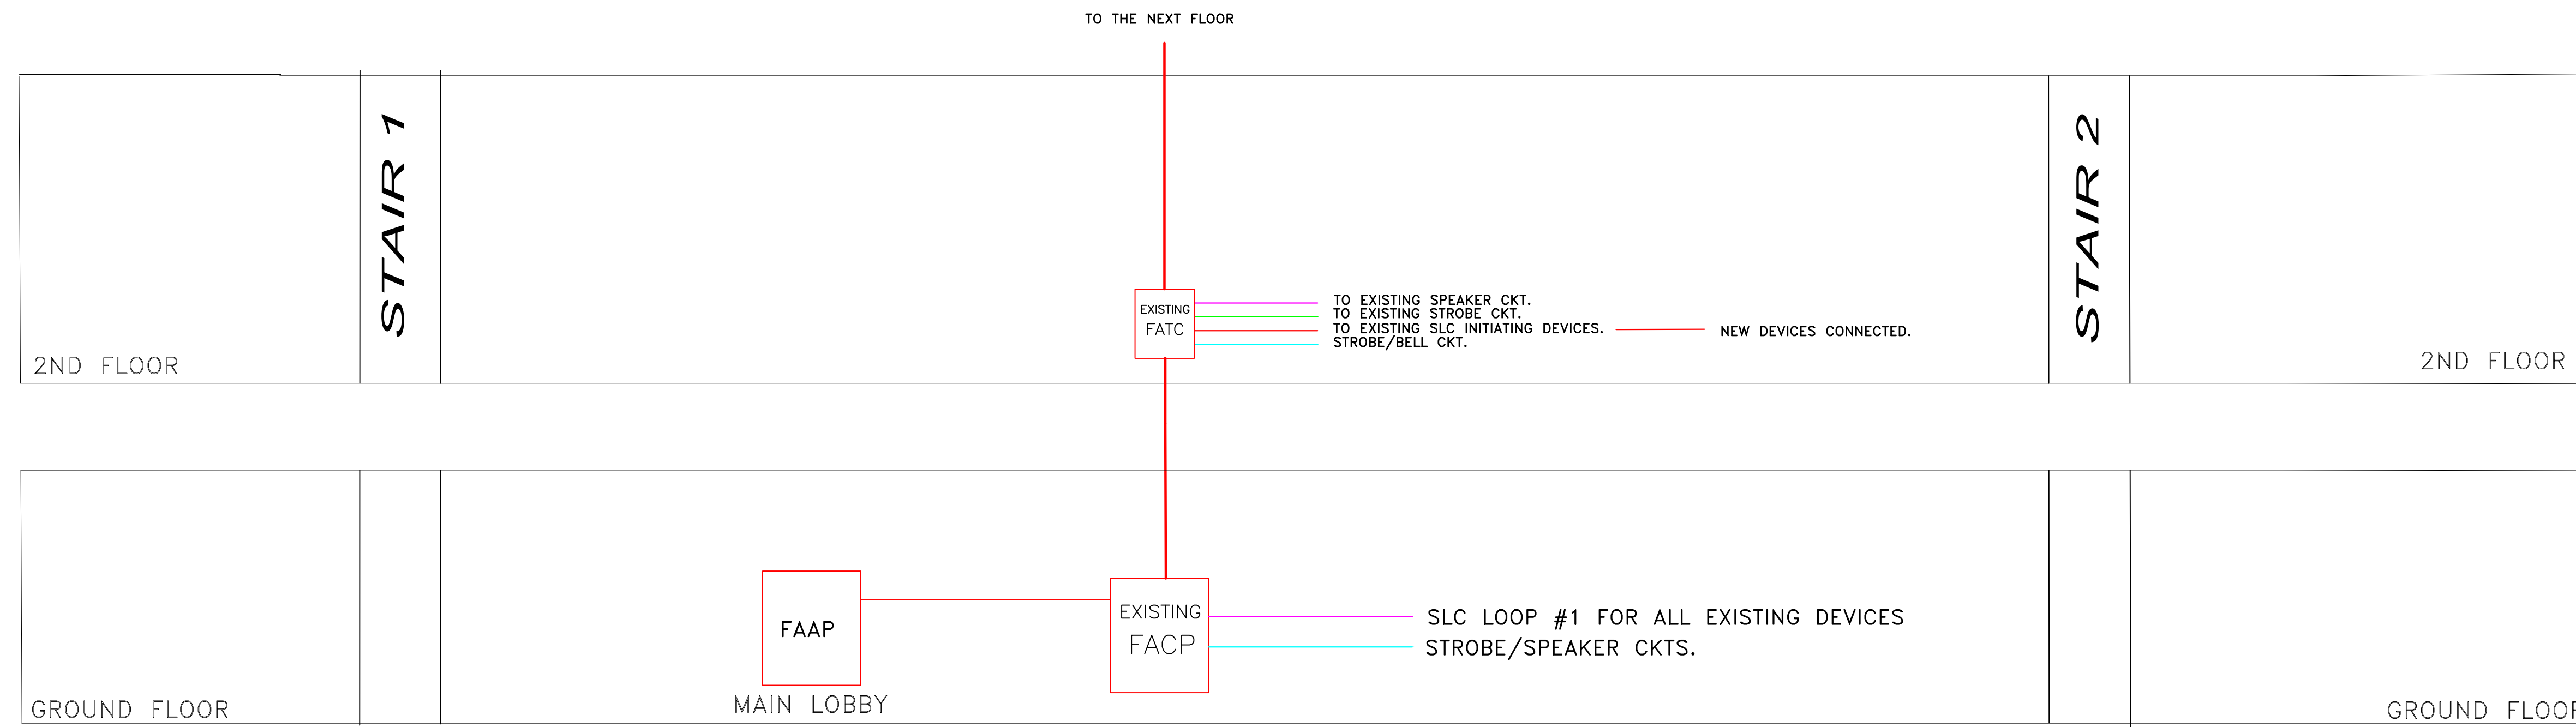 TO THE NEXT FLOOR
STAIR 1
STAIR 2
EXISTING
FATC
TO EXISTING SPEAKER CKT.
TO EXISTING STROBE CKT.
TO EXISTING SLC INITIATING DEVICES.
NEW DEVICES CONNECTED.
STROBE/BELL CKT.
2ND FLOOR
2ND FLOOR
FAAP
EXISTING
FACP
SLC LOOP #1 FOR ALL EXISTING DEVICES
STROBE/SPEAKER CKTS.
MAIN LOBBY
GROUND FLOOR
GROUND FLOOR